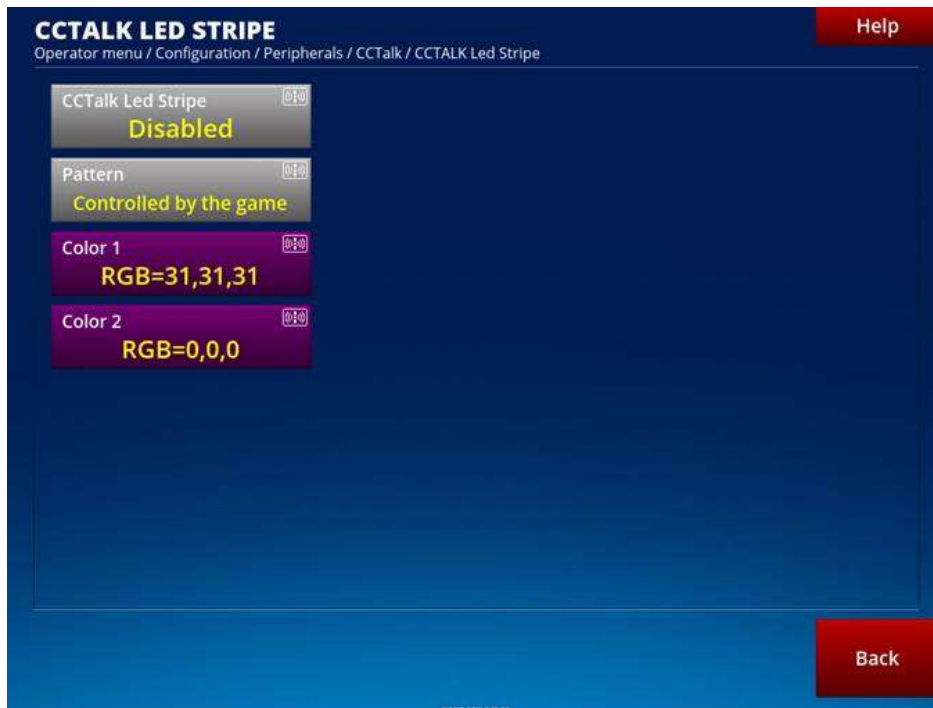 CCTALK LED STRIPE
Help
Operator menu / Configuration / Peripherals / CCTalk / CCTALK Led Stripe
CCTalk Led Stripe
Disabled
Pattern
Controlled by the game
Color 1
RGB=31,31,31
Color 2
RGB=0,0,0
Back